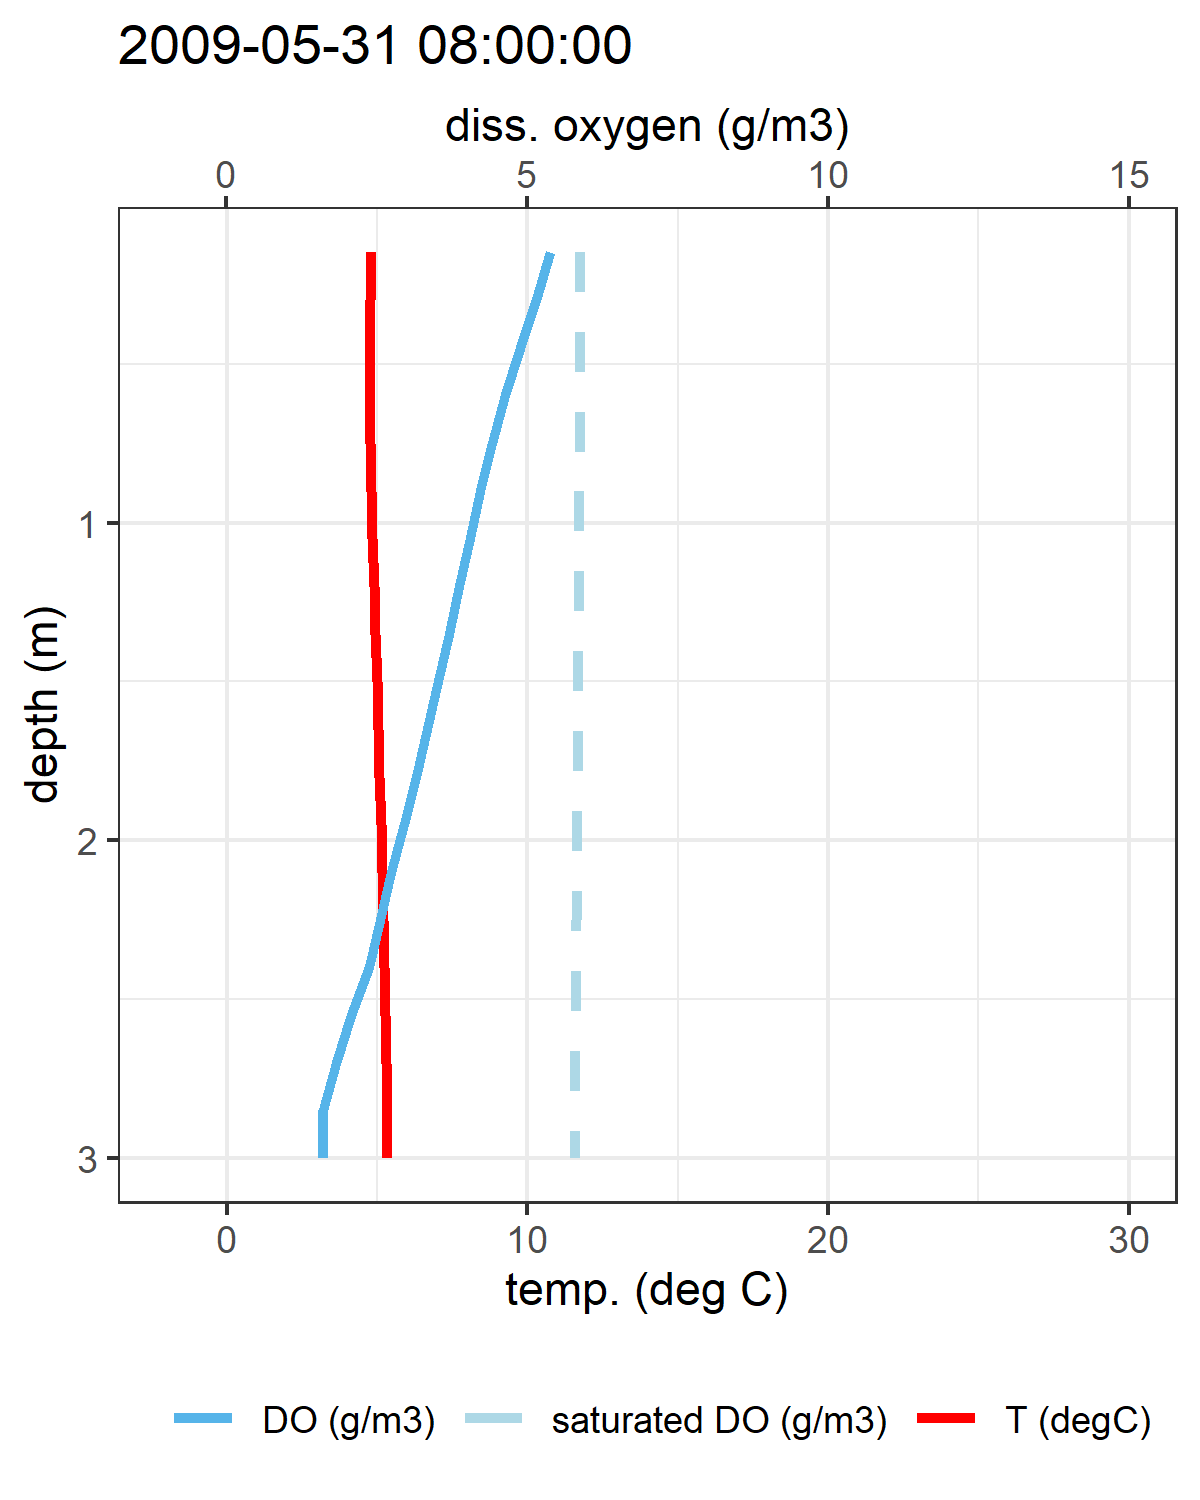 2009-05-31 08:00:00
diss. oxygen (g/m3)
0 5 10 15
depth (m)
1
2
3
0 10 20 30
temp. (deg C)
DO (g/m3) saturated DO (g/m3) T (degC)